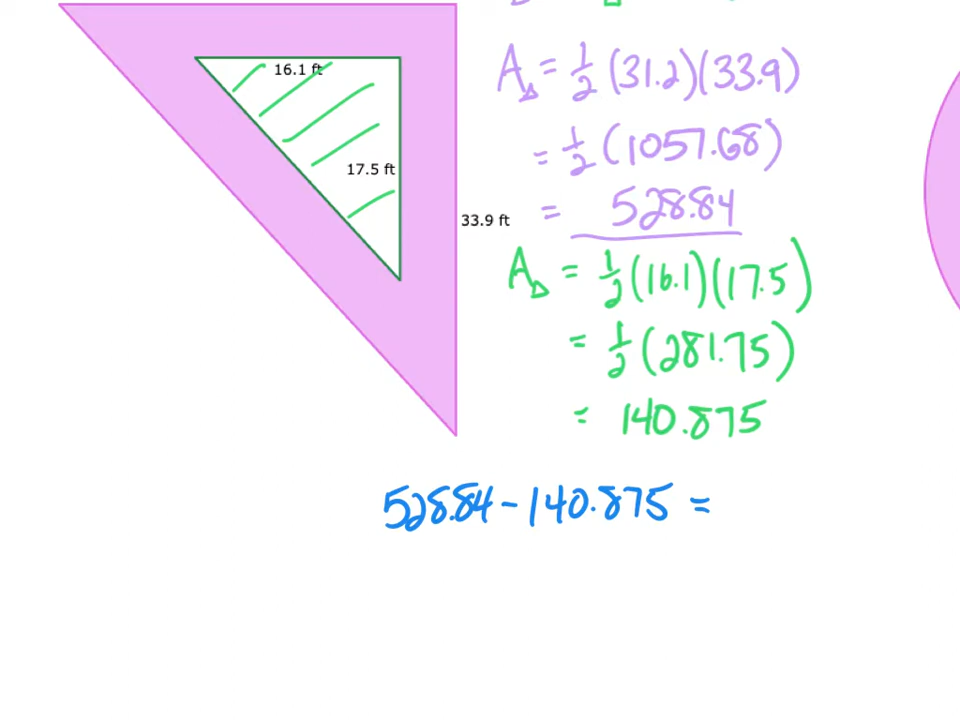 16.1 ft
17.5 ft
33.9 ft
A△ = 1/2 (31.2)(33.9)
= 1/2 (1057.68)
= 528.84
A△ = 1/2 (16.1)(17.5)
= 1/2 (281.75)
= 140.875
528.84 - 140.875 =